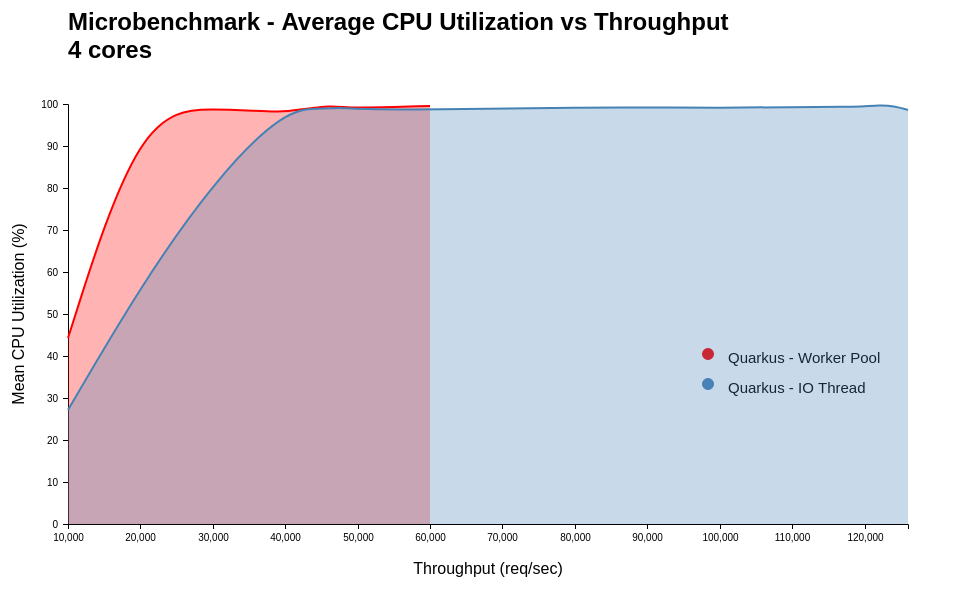 Microbenchmark - Average CPU Utilization vs Throughput
4 cores
Mean CPU Utilization (%)
100
90
80
70
60
50
40
30
20
10
0
Quarkus - Worker Pool
Quarkus - IO Thread
10,000 20,000 30,000 40,000 50,000 60,000 70,000 80,000 90,000 100,000 110,000 120,000
Throughput (req/sec)